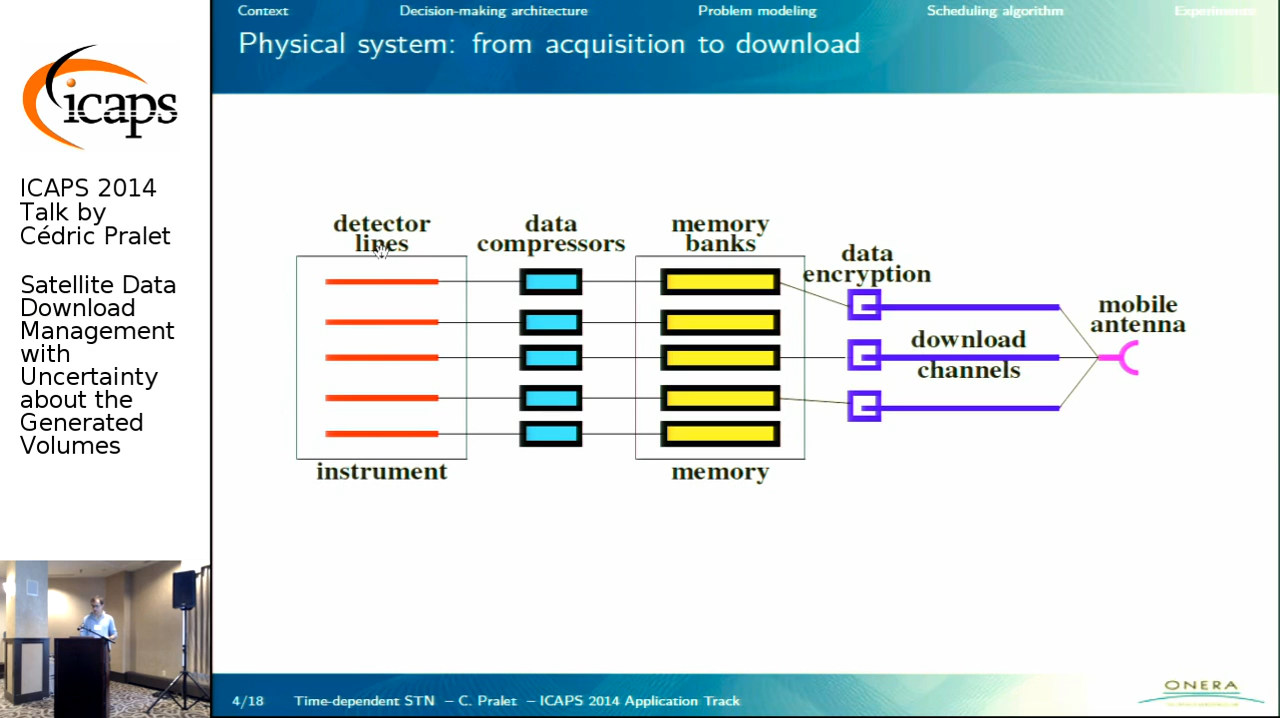 icaps
ICAPS 2014
Talk by
Cédric Pralet
Satellite Data
Download
Management
with
Uncertainty
about the
Generated
Volumes
Context Decision-making architecture Problem modeling Scheduling algorithm Experiments
Physical system: from acquisition to download
detector
lines
data
compressors
memory
banks
data
encryption
mobile
antenna
download
channels
instrument
memory
4/18 Time-dependent STN – C. Pralet – ICAPS 2014 Application Track
ONERA